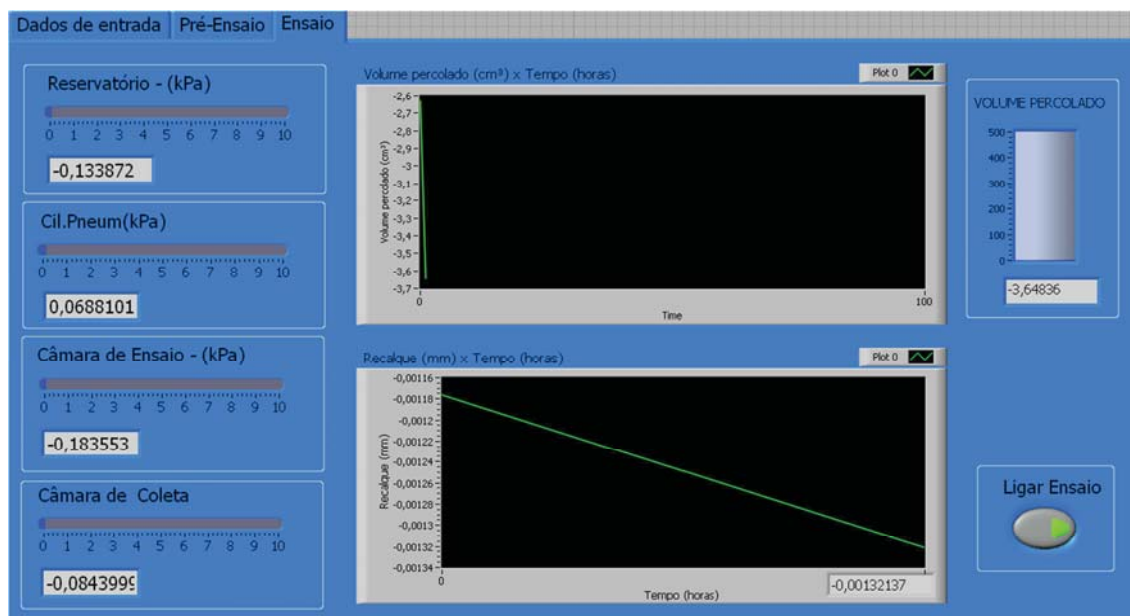 Dados de entrada Pré-Ensaio Ensaio
Reservatório - (kPa)
0 1 2 3 4 5 6 7 8 9 10
-0,133872
Cil.Pneum(kPa)
0 1 2 3 4 5 6 7 8 9 10
0,0688101
Câmara de Ensaio - (kPa)
0 1 2 3 4 5 6 7 8 9 10
-0,183553
Câmara de Coleta
0 1 2 3 4 5 6 7 8 9 10
-0,0843999
Volume percolado (cm³) x Tempo (horas)
Plot 0
Volume percolado (cm³)
-2,6
-2,8
-2,9
-3
-3,1
-3,2
-3,4
-3,5
-3,6
-3,7
0 100
Time
Recalque (mm) x Tempo (horas)
Plot 0
Recalque (mm)
-0,00116
-0,00118
-0,0012
-0,00122
-0,00124
-0,00126
-0,00128
-0,0013
-0,00132
-0,00134
0
-0,00132137
Tempo (horas)
VOLUME PERCOLADO
500
400
300
200
100
0
-3,64836
Ligar Ensaio